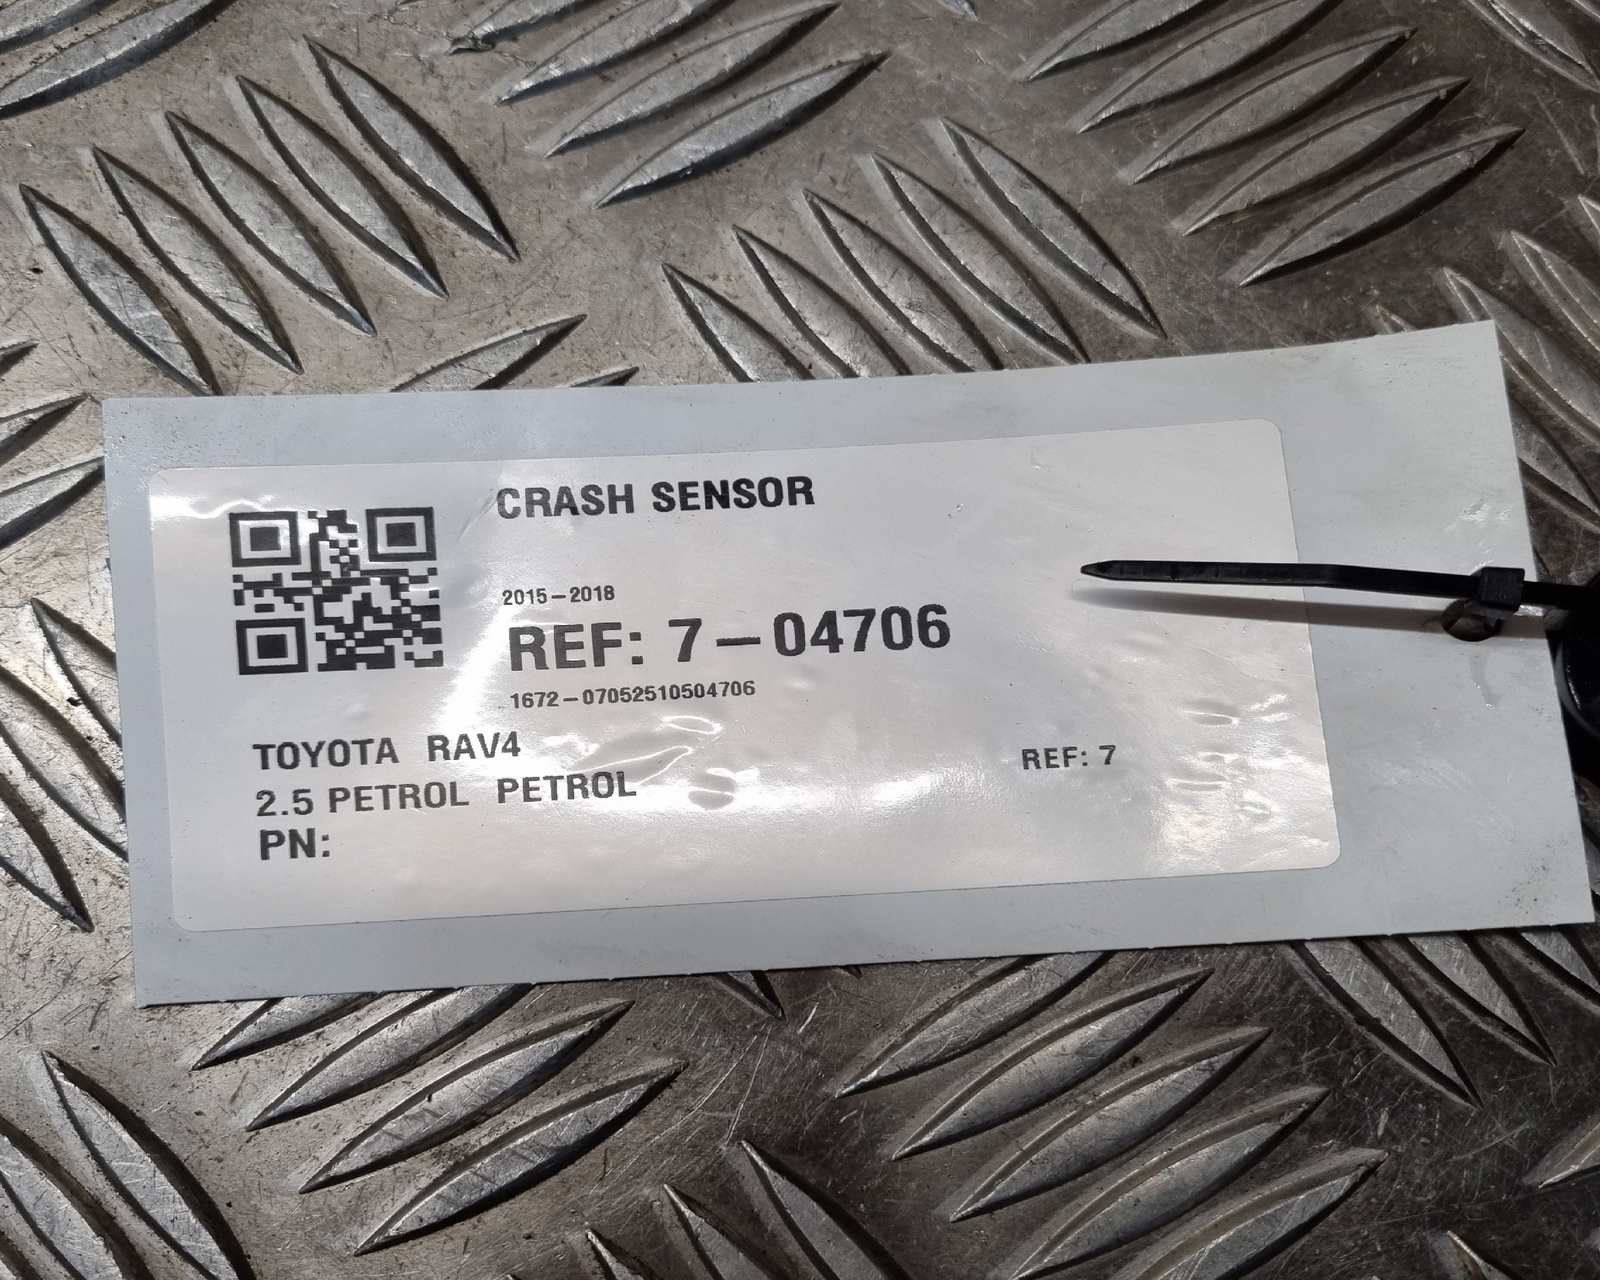 CRASH SENSOR
2015-2018
REF: 7-04706
1672-07052510504706
TOYOTA RAV4
2.5 PETROL PETROL
REF: 7
PN: